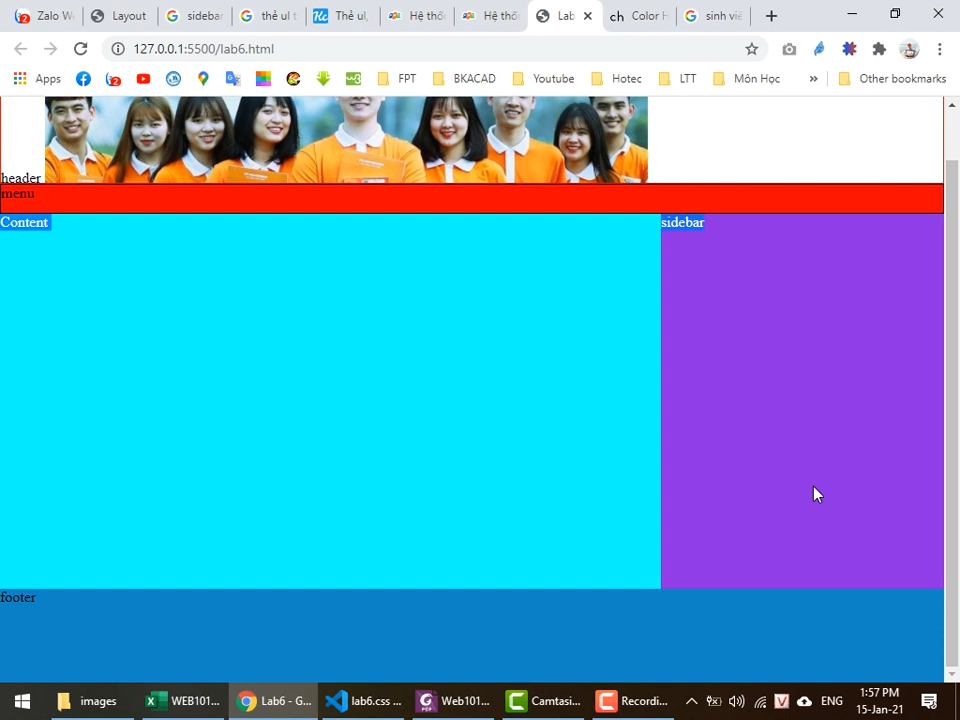 Zalo W
Layout
sidebar
thẻ ul t
Thẻ ul,
Hệ thố
Hệ thố
Lab
ch Color H
sinh viê
127.0.0.1:5500/lab6.html
Apps
FPT
BKACAD
Youtube
Hotec
LTT
Môn Học
»
Other bookmarks
header
menu
Content
sidebar
footer
images
WEB101...
Lab6 - G...
lab6.css ...
Web101...
Camtasi...
Recordi...
ENG
1:57 PM
15-Jan-21